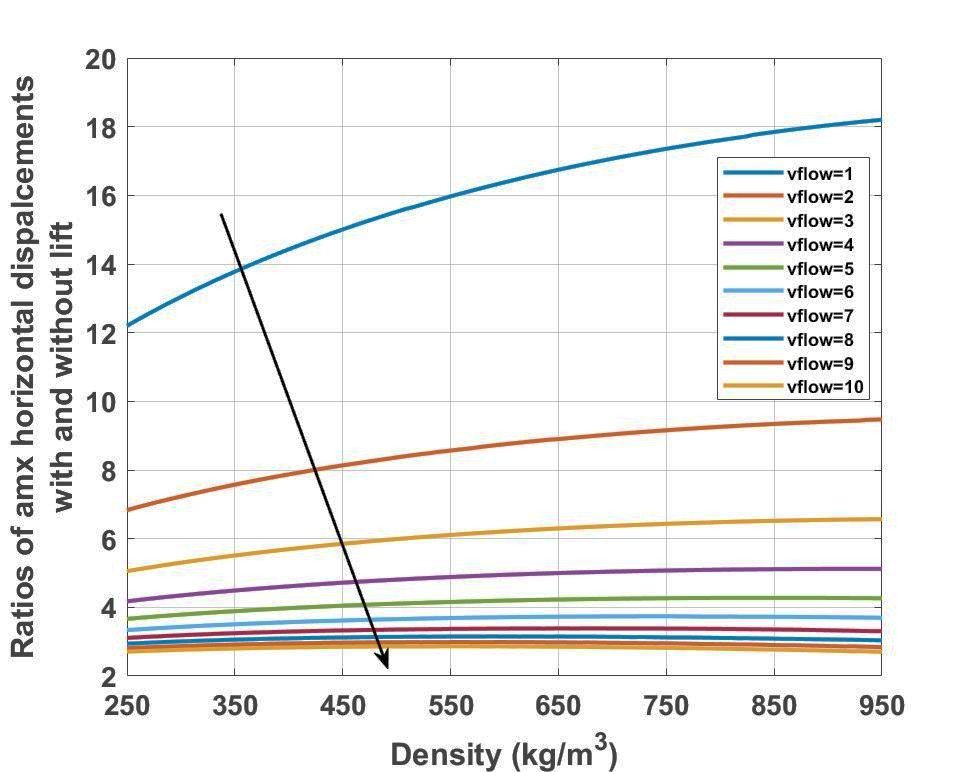 Ratios of amx horizontal dispalcements
with and without lift
20
18
16
14
12
10
8
6
4
2
vflow=1
vflow=2
vflow=3
vflow=4
vflow=5
vflow=6
vflow=7
vflow=8
vflow=9
vflow=10
250 350 450 550 650 750 850 950
Density (kg/m³)